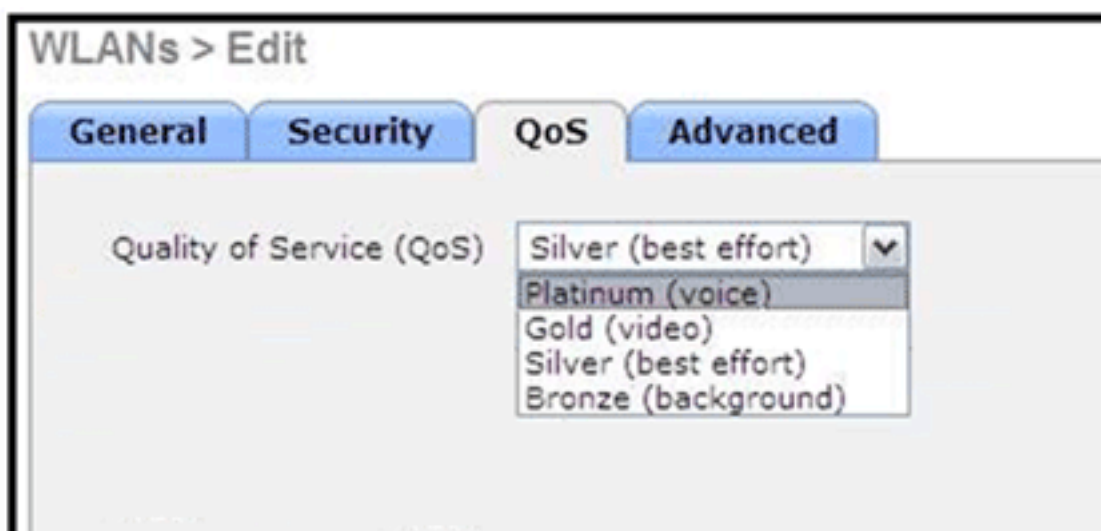 WLANs > Edit
General Security QoS Advanced
Quality of Service (QoS) Silver (best effort)
Platinum (voice)
Gold (video)
Silver (best effort)
Bronze (background)